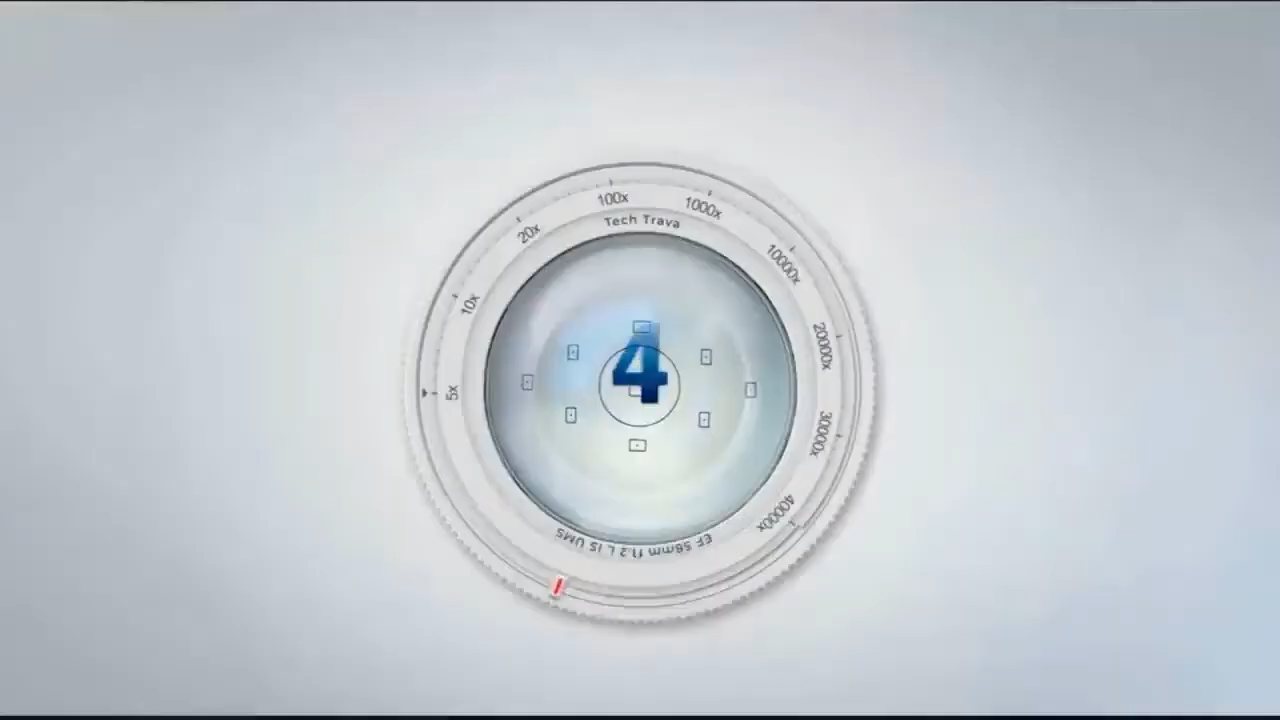 5x
10x
20x
100x
1000x
10000x
20000x
30000x
40000x
Tech Trava
4
EF 58mm f1.2 L IS UMS